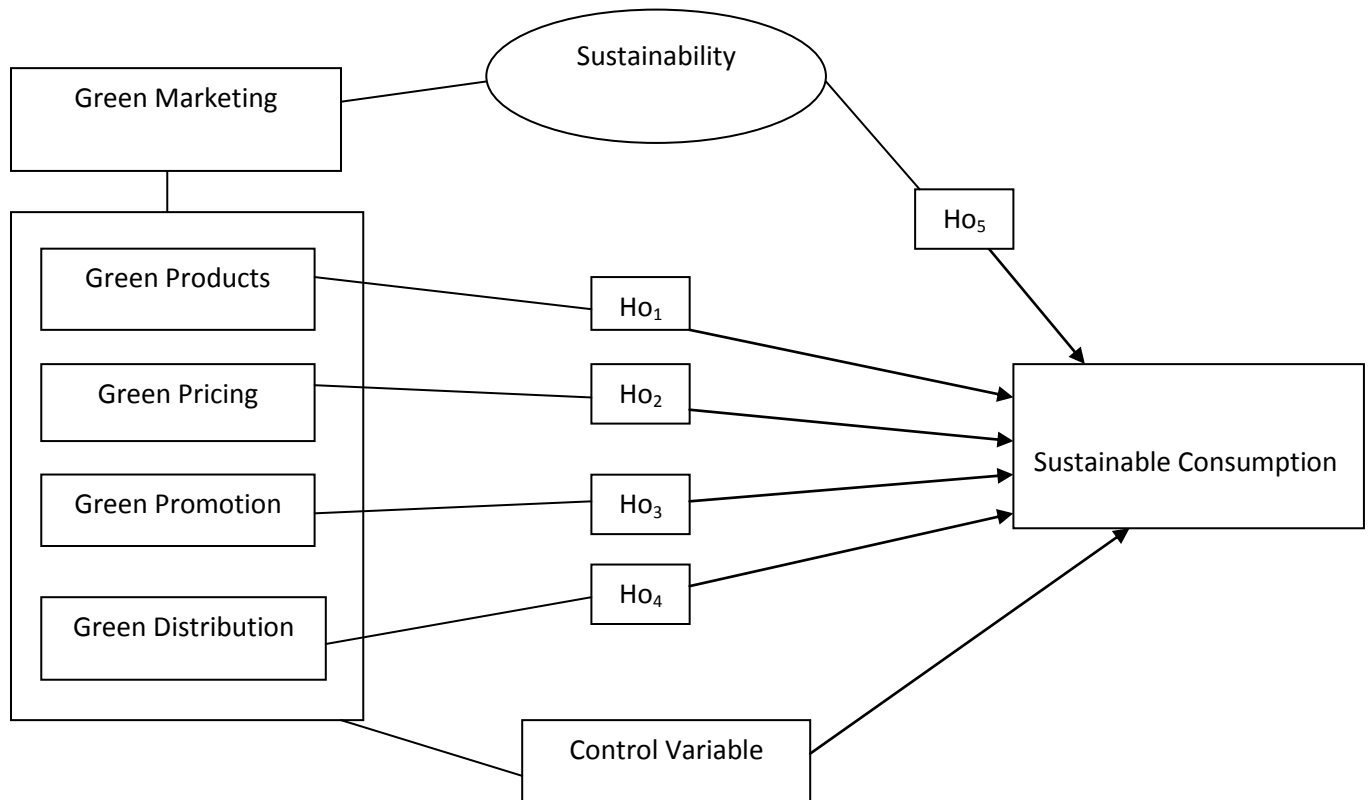 Sustainability
Green Marketing
Ho₅
Green Products
Ho₁
Green Pricing
Ho₂
Sustainable Consumption
Green Promotion
Ho₃
Ho₄
Green Distribution
Control Variable